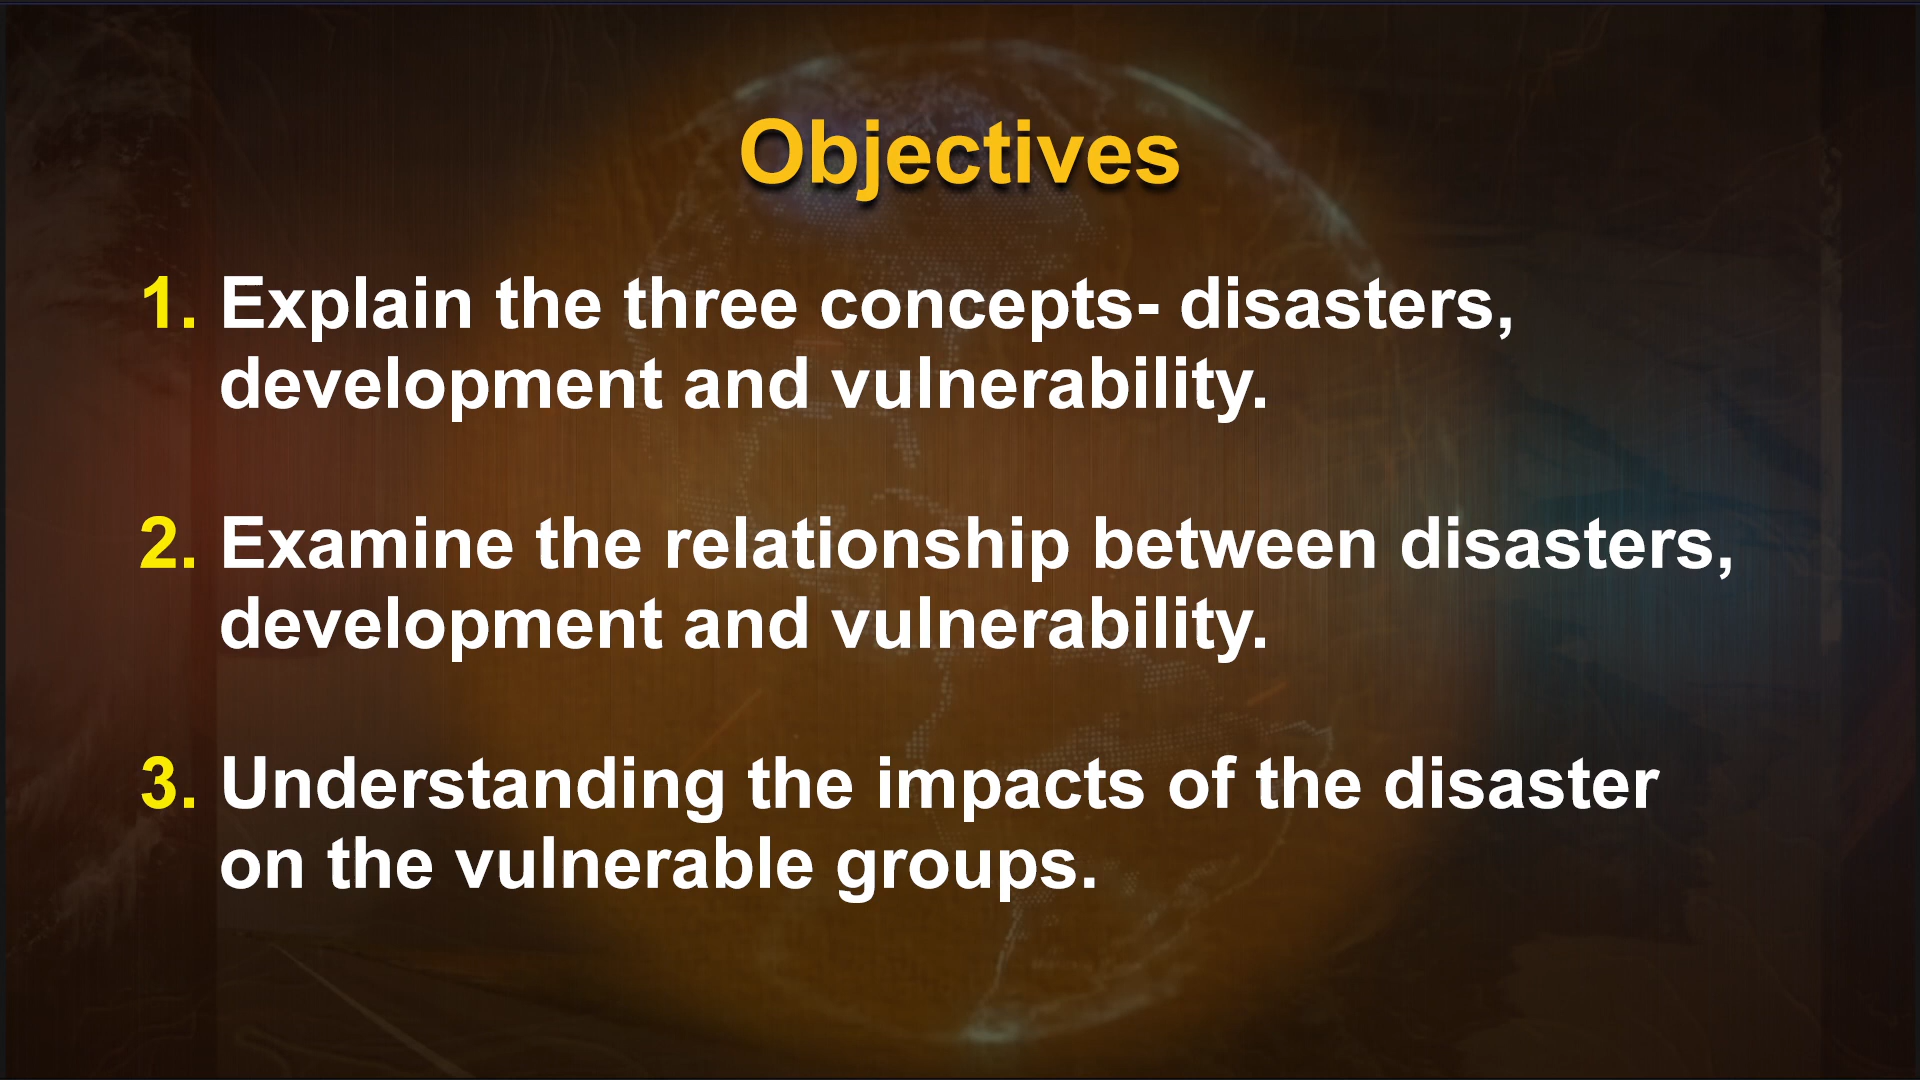 Objectives
1. Explain the three concepts- disasters,
development and vulnerability.
2. Examine the relationship between disasters,
development and vulnerability.
3. Understanding the impacts of the disaster
on the vulnerable groups.